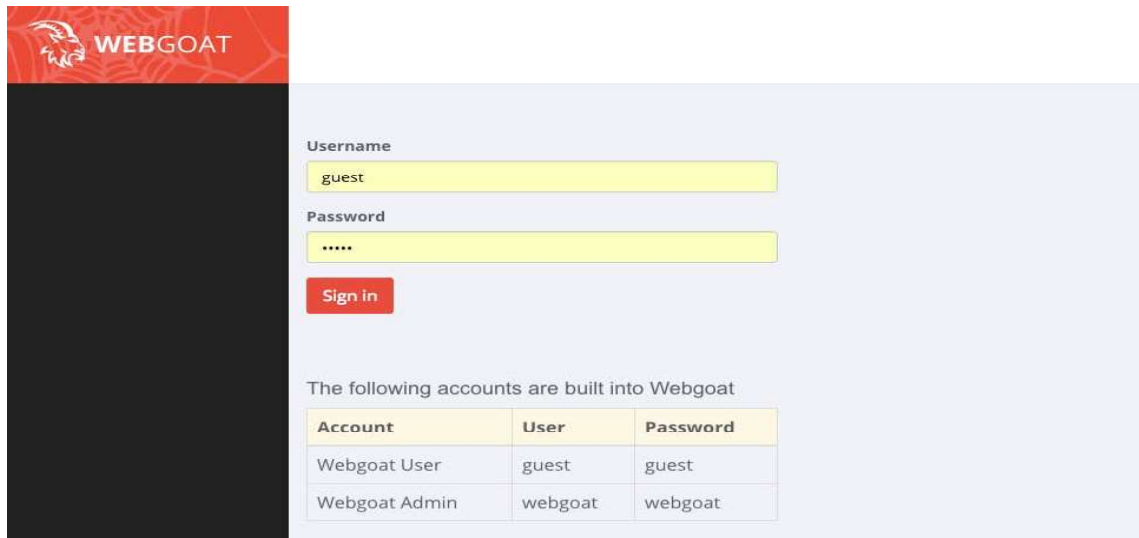 WEBGOAT
Username
guest
Password
•••••
Sign in
The following accounts are built into Webgoat
Account User Password
Webgoat User guest guest
Webgoat Admin webgoat webgoat